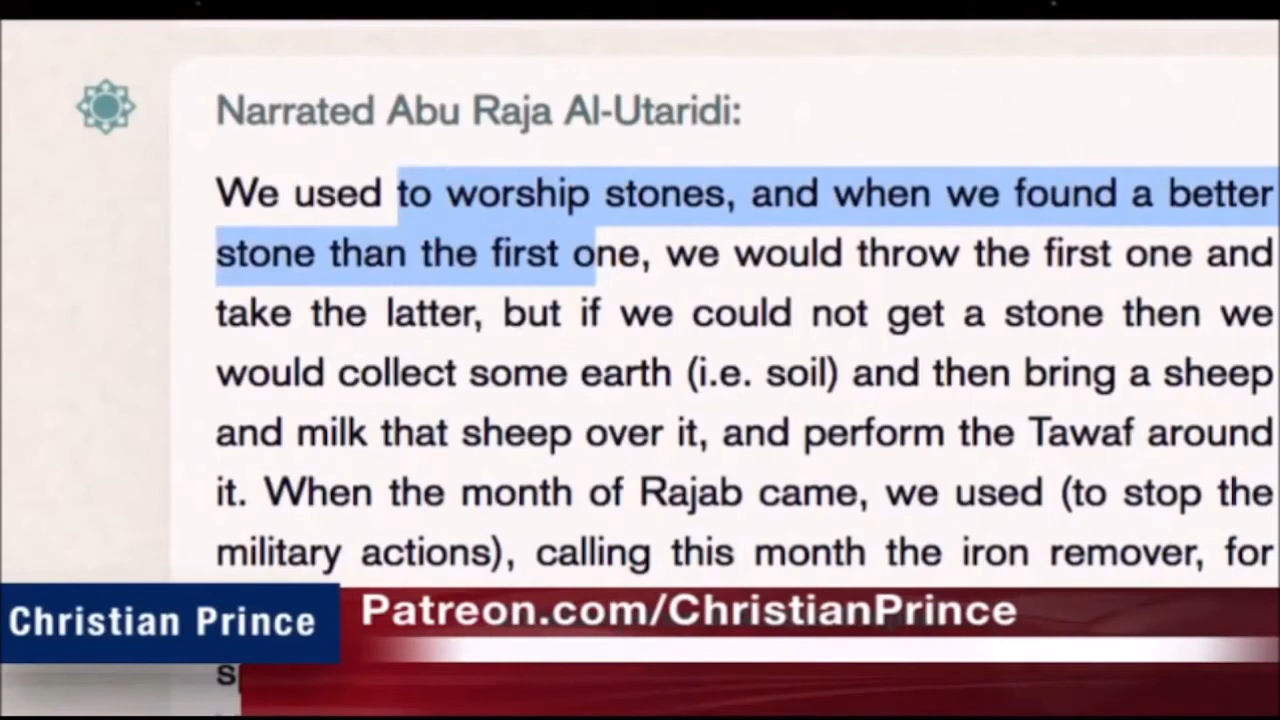 Narrated Abu Raja Al-Utaridi:
We used to worship stones, and when we found a better
stone than the first one, we would throw the first one and
take the latter, but if we could not get a stone then we
would collect some earth (i.e. soil) and then bring a sheep
and milk that sheep over it, and perform the Tawaf around
it. When the month of Rajab came, we used (to stop the
military actions), calling this month the iron remover, for
Christian Prince
Patreon.com/ChristianPrince